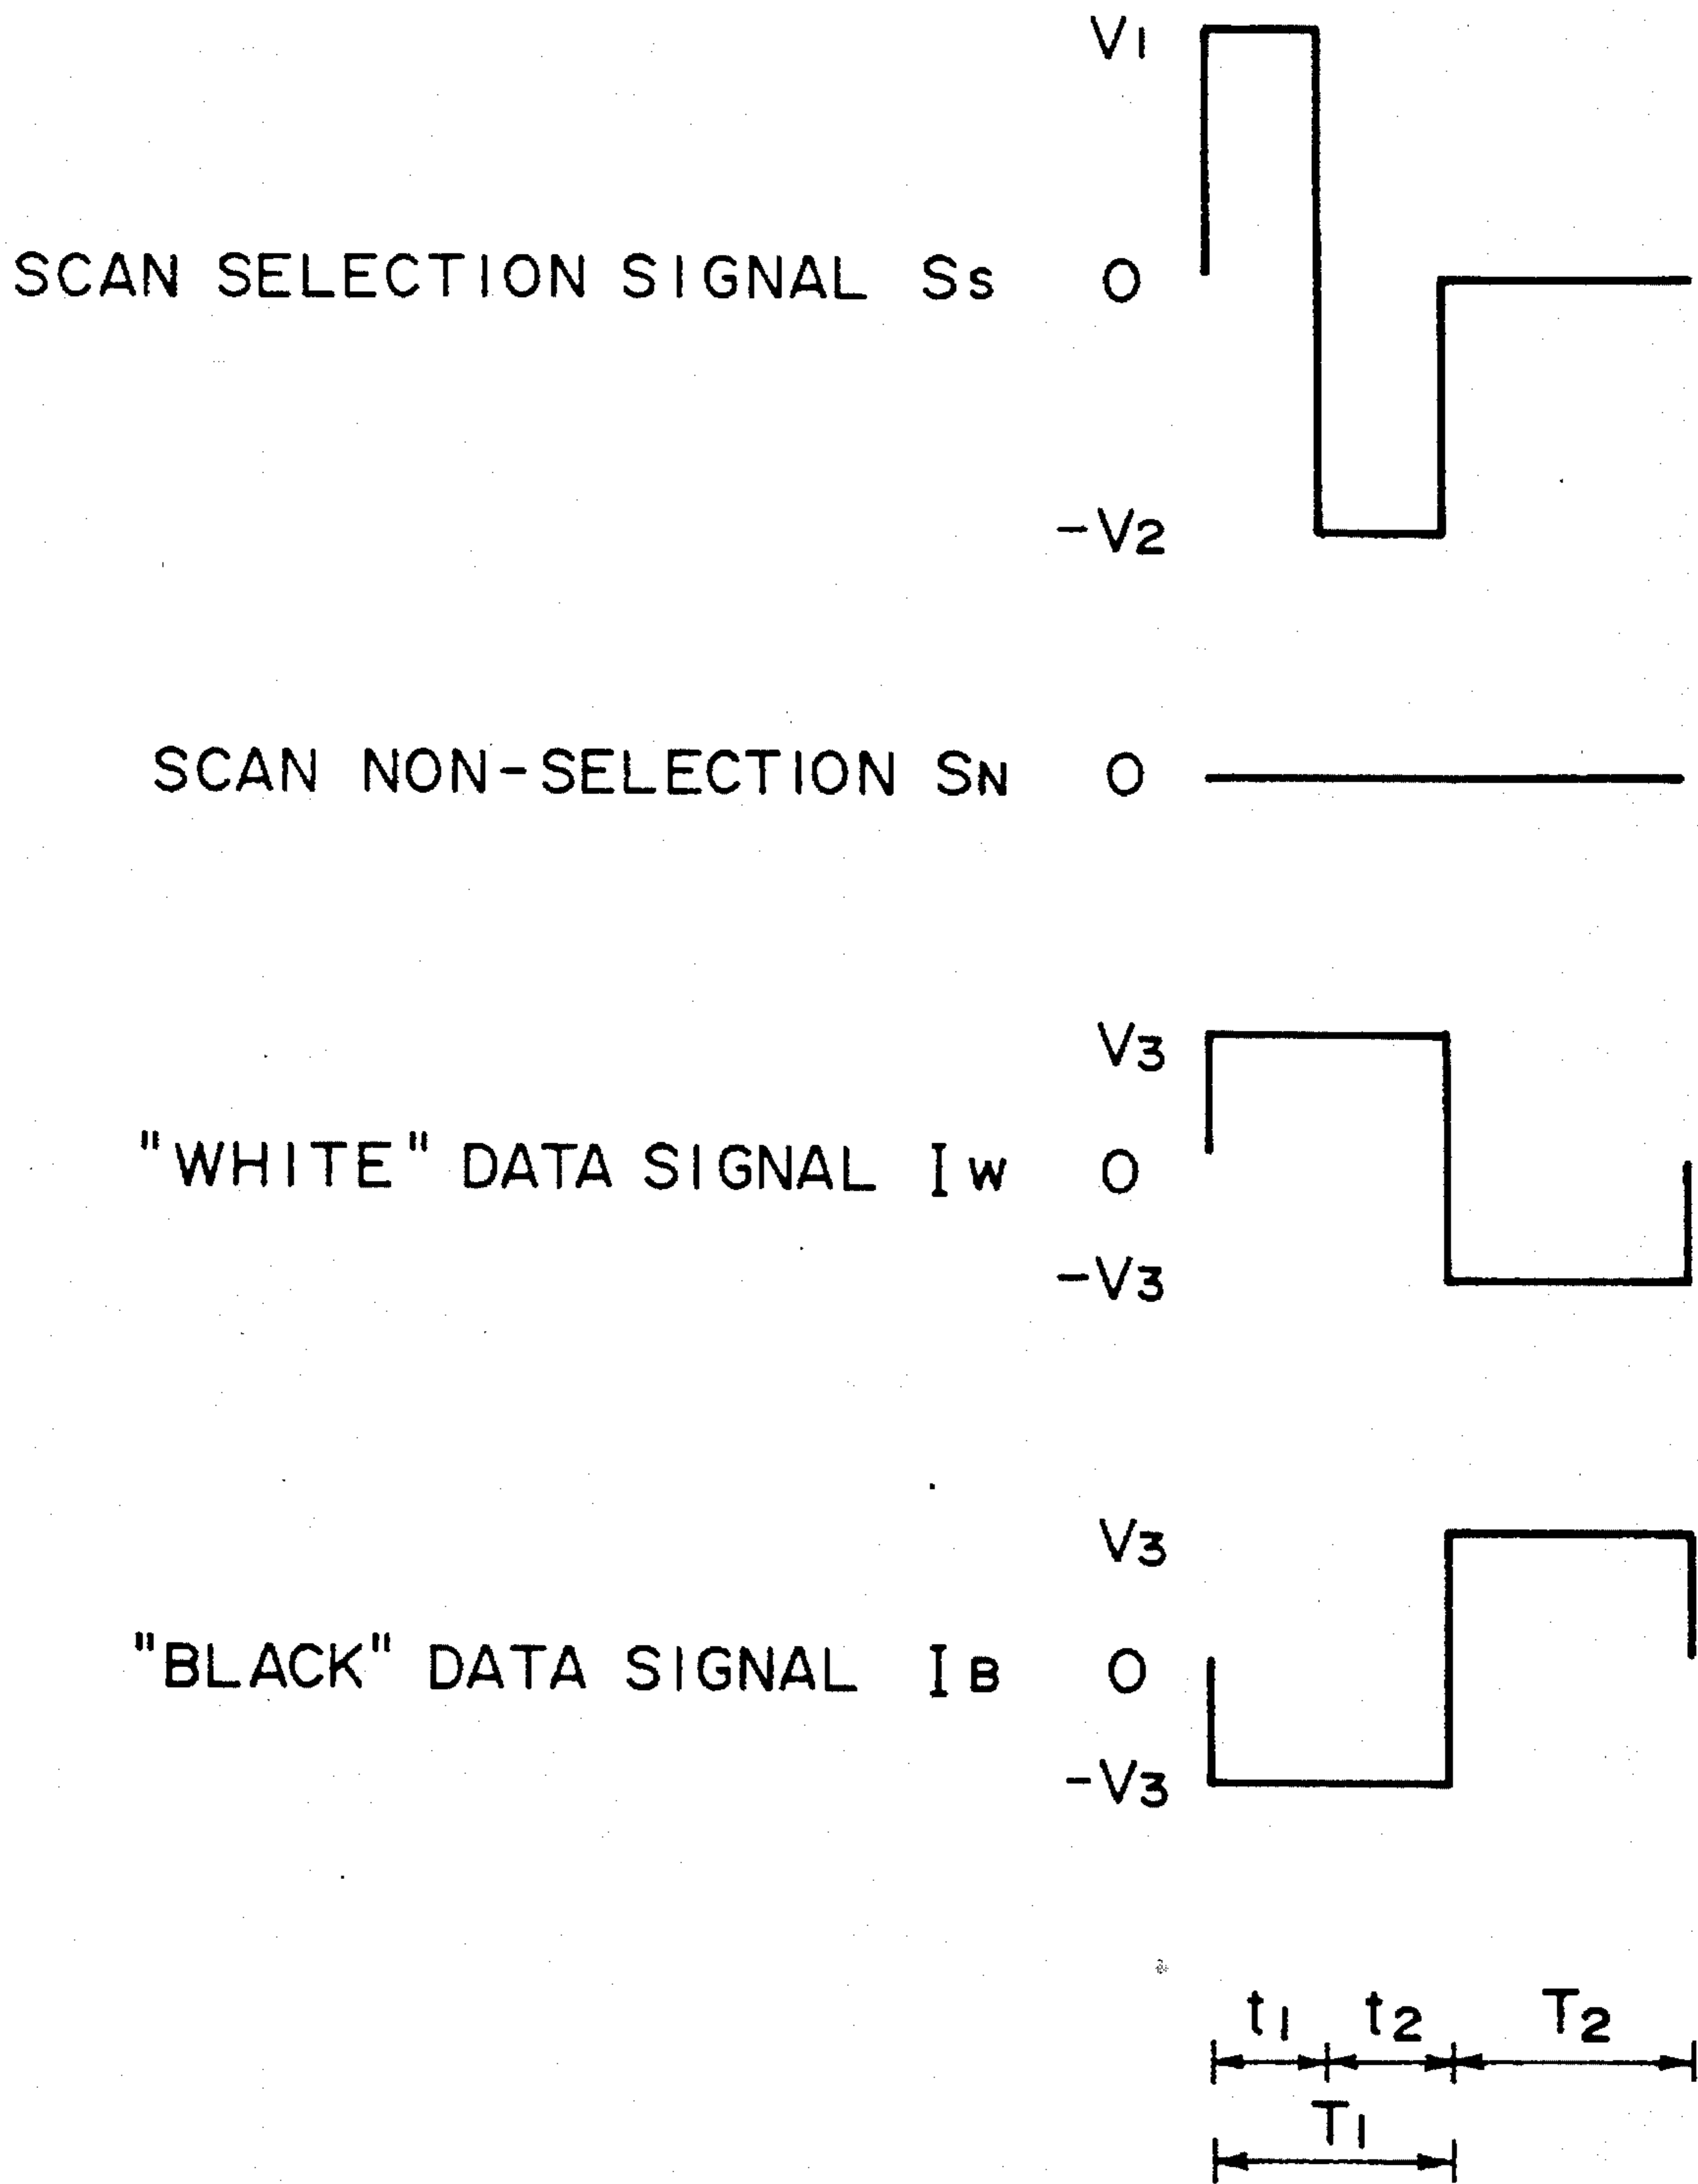 V1
SCAN SELECTION SIGNAL Ss 0
-V2
SCAN NON-SELECTION SN 0
V3
"WHITE" DATA SIGNAL IW 0
-V3
V3
"BLACK" DATA SIGNAL IB 0
-V3
t1 t2 T2
T1